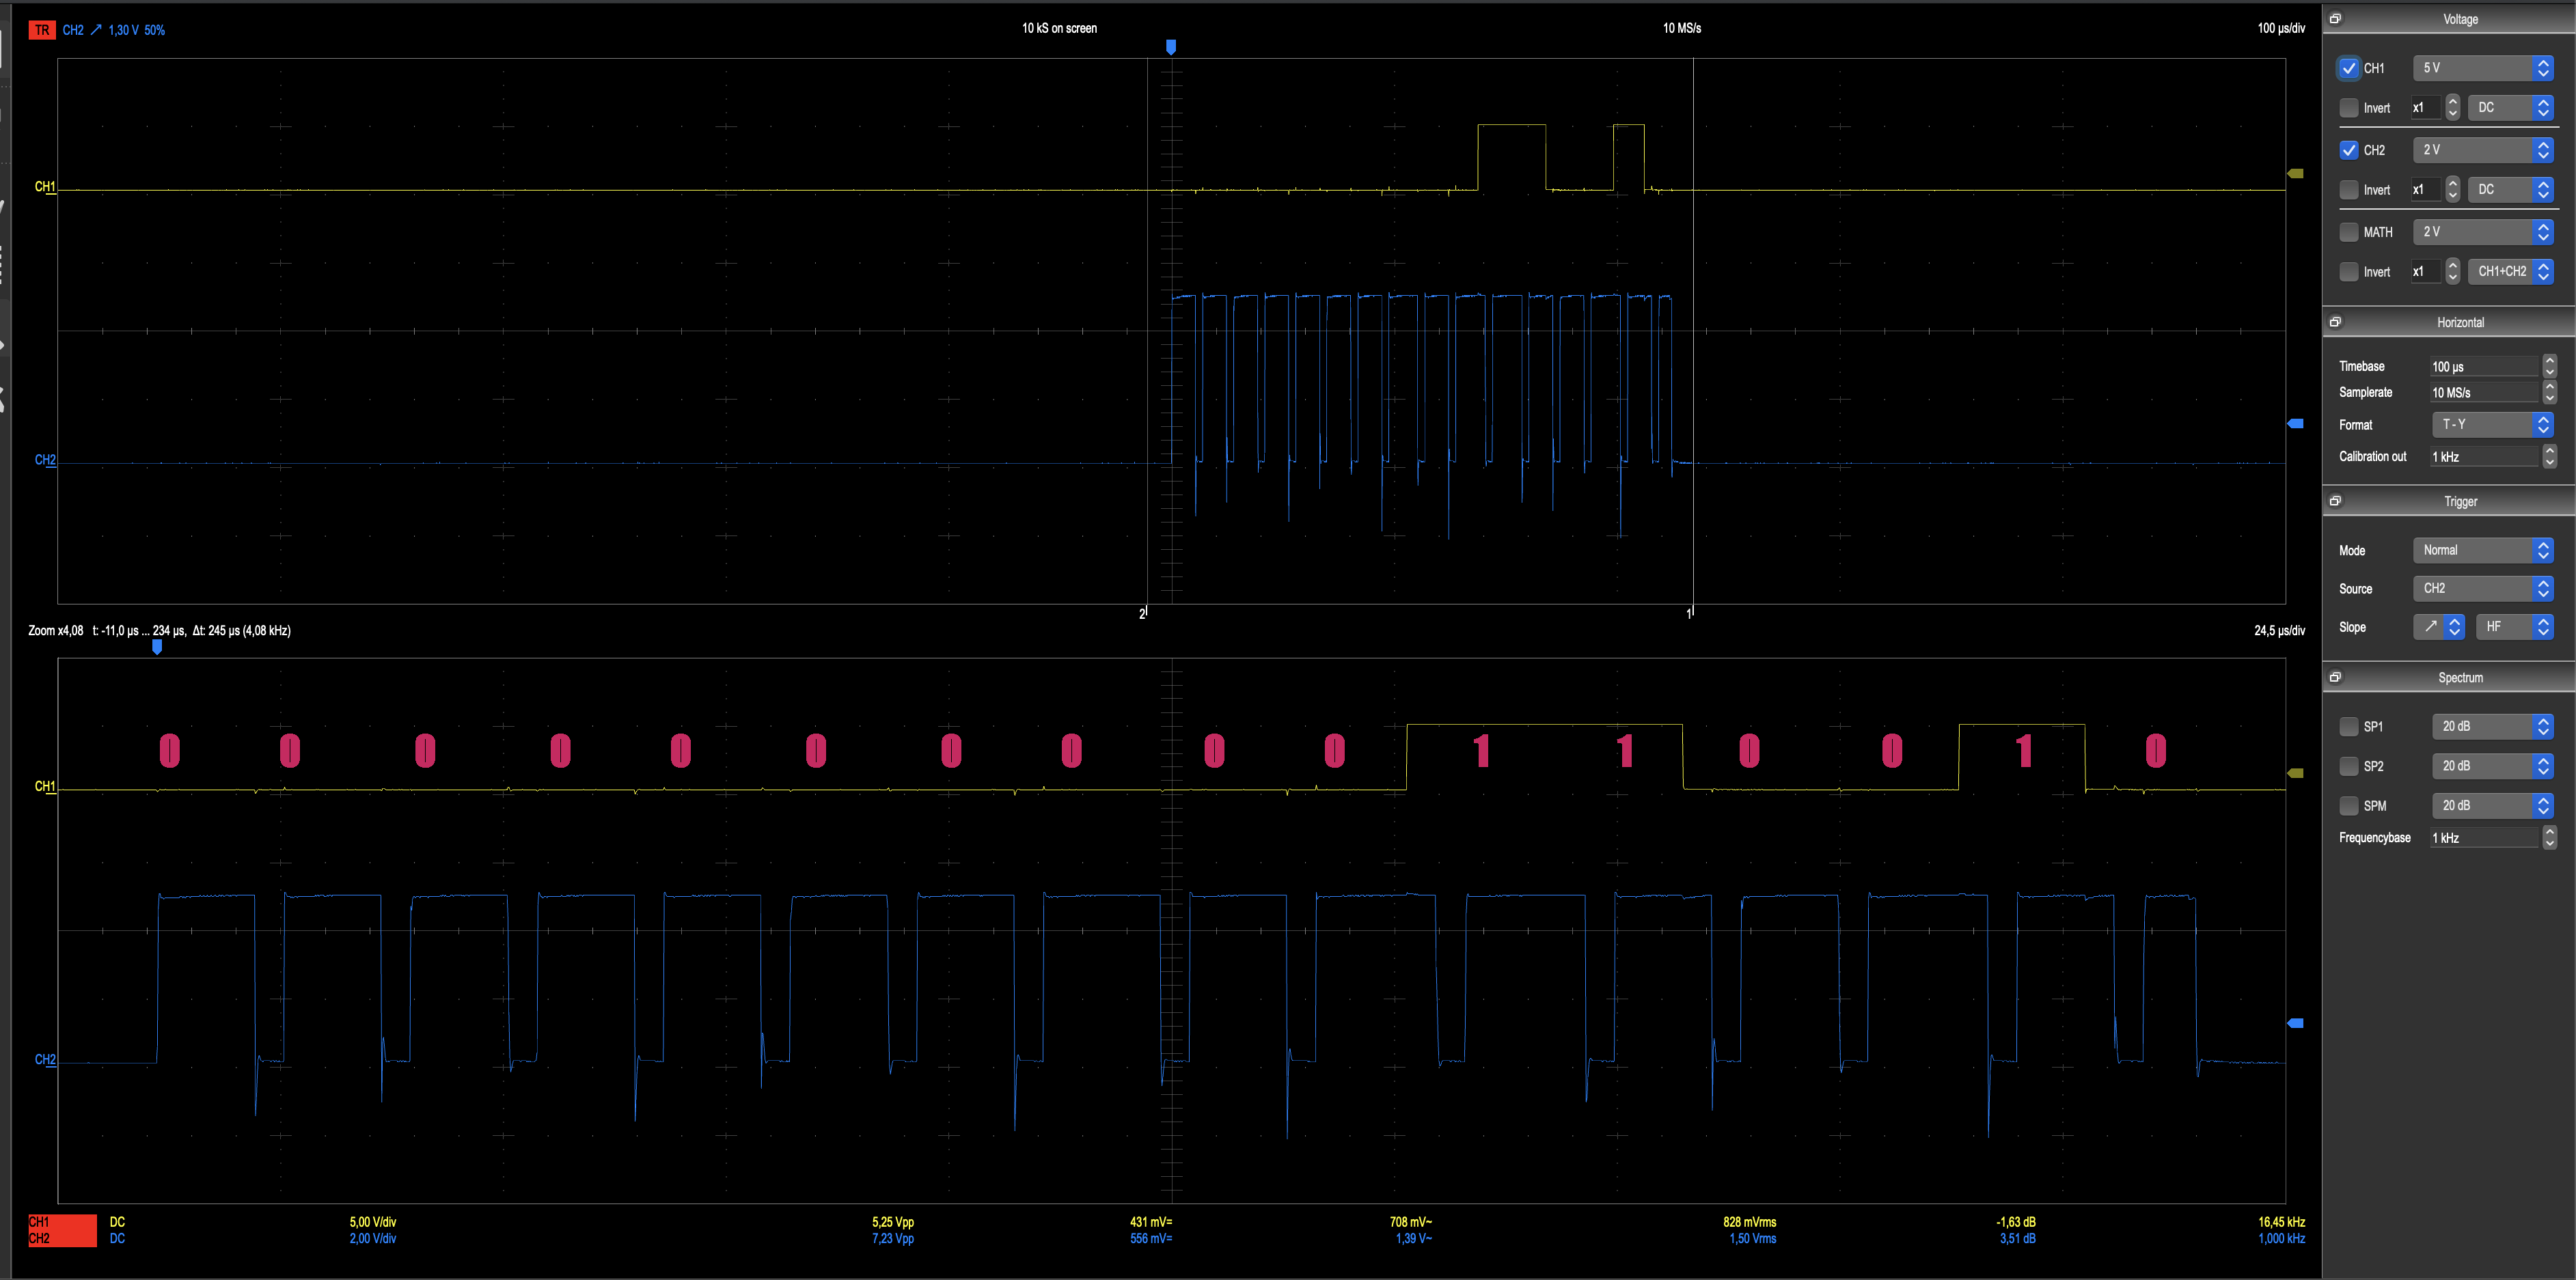 TR CH2 ↗ 1,30 V 50% 10 kS on screen 10 MS/s 100 µs/div
CH1
CH2
2 1
Zoom x4,08 t: -11,0 µs ... 234 µs, Δt: 245 µs (4,08 kHz) 24,5 µs/div
0 0 0 0 0 0 0 0 0 0 1 1 0 0 1 0
CH1
CH2
CH1 DC 5,00 V/div 5,25 Vpp 431 mV= 708 mV~ 828 mVrms -1,63 dB 16,45 kHz
CH2 DC 2,00 V/div 7,23 Vpp 556 mV= 1,39 V~ 1,50 Vrms 3,51 dB 1,000 kHz
Voltage
CH1 5 V
Invert x1 DC
CH2 2 V
Invert x1 DC
MATH 2 V
Invert x1 CH1+CH2
Horizontal
Timebase 100 µs
Samplerate 10 MS/s
Format T - Y
Calibration out 1 kHz
Trigger
Mode Normal
Source CH2
Slope ↗ HF
Spectrum
SP1 20 dB
SP2 20 dB
SPM 20 dB
Frequencybase 1 kHz